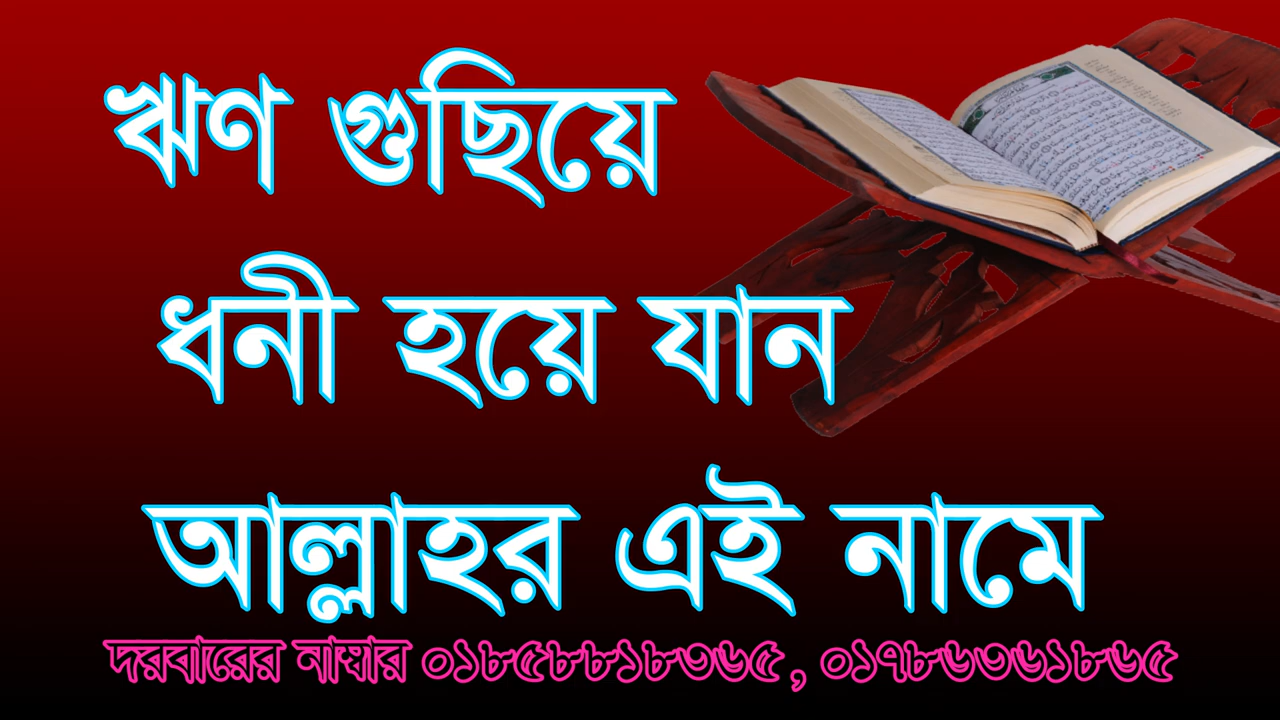 ঋণ গুছিয়ে
ধনী হয়ে যান
আল্লাহর এই নামে
দরবারের নাম্বার ০১৮৫৮৮১৮৩৬৫, ০১৭৮৬৩৬১৮৬৫